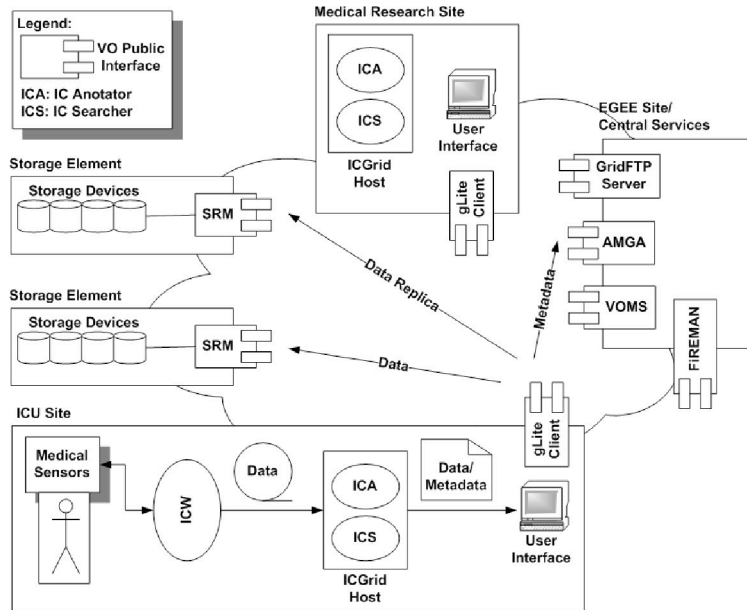 Legend:
VO Public
Interface
ICA: IC Anotator
ICS: IC Searcher
Medical Research Site
ICA
ICS
ICGrid
Host
User
Interface
gLite
Client
EGEE Site/
Central Services
GridFTP
Server
AMGA
VOMS
FiREMAN
Storage Element
Storage Devices
SRM
Data Replica
Metadata
Storage Element
Storage Devices
SRM
Data
ICU Site
Medical
Sensors
ICW
Data
ICA
ICS
ICGrid
Host
Data/
Metadata
gLite
Client
User
Interface